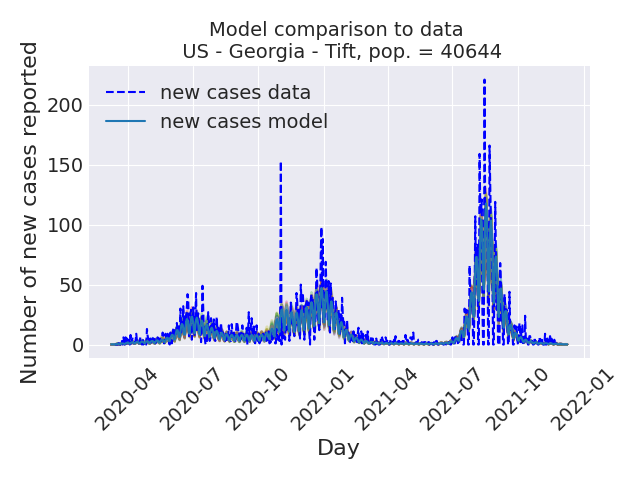 Model comparison to data
US - Georgia - Tift, pop. = 40644
Number of new cases reported
200
150
100
50
0
new cases data
new cases model
2020-04
2020-07
2020-10
2021-01
2021-04
2021-07
2021-10
2022-01
Day